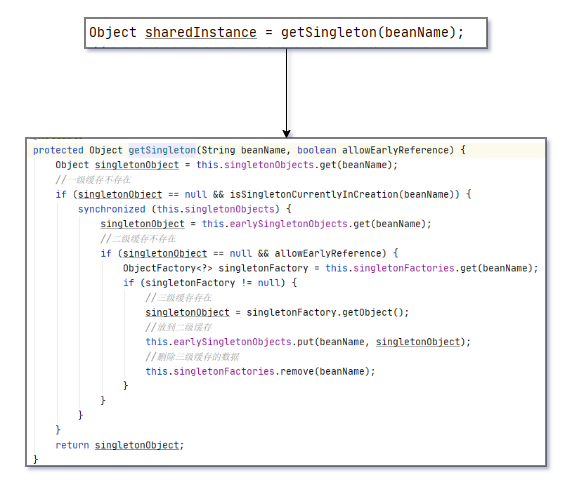 Object sharedInstance = getSingleton(beanName);
protected Object getSingleton(String beanName, boolean allowEarlyReference) {
Object singletonObject = this.singletonObjects.get(beanName);
//一级缓存不存在
if (singletonObject == null && isSingletonCurrentlyInCreation(beanName)) {
synchronized (this.singletonObjects) {
singletonObject = this.earlySingletonObjects.get(beanName);
//二级缓存不存在
if (singletonObject == null && allowEarlyReference) {
ObjectFactory<?> singletonFactory = this.singletonFactories.get(beanName);
if (singletonFactory != null) {
//三级缓存存在
singletonObject = singletonFactory.getObject();
//放到二级缓存
this.earlySingletonObjects.put(beanName, singletonObject);
//删除三级缓存的数据
this.singletonFactories.remove(beanName);
}
}
}
}
return singletonObject;
}